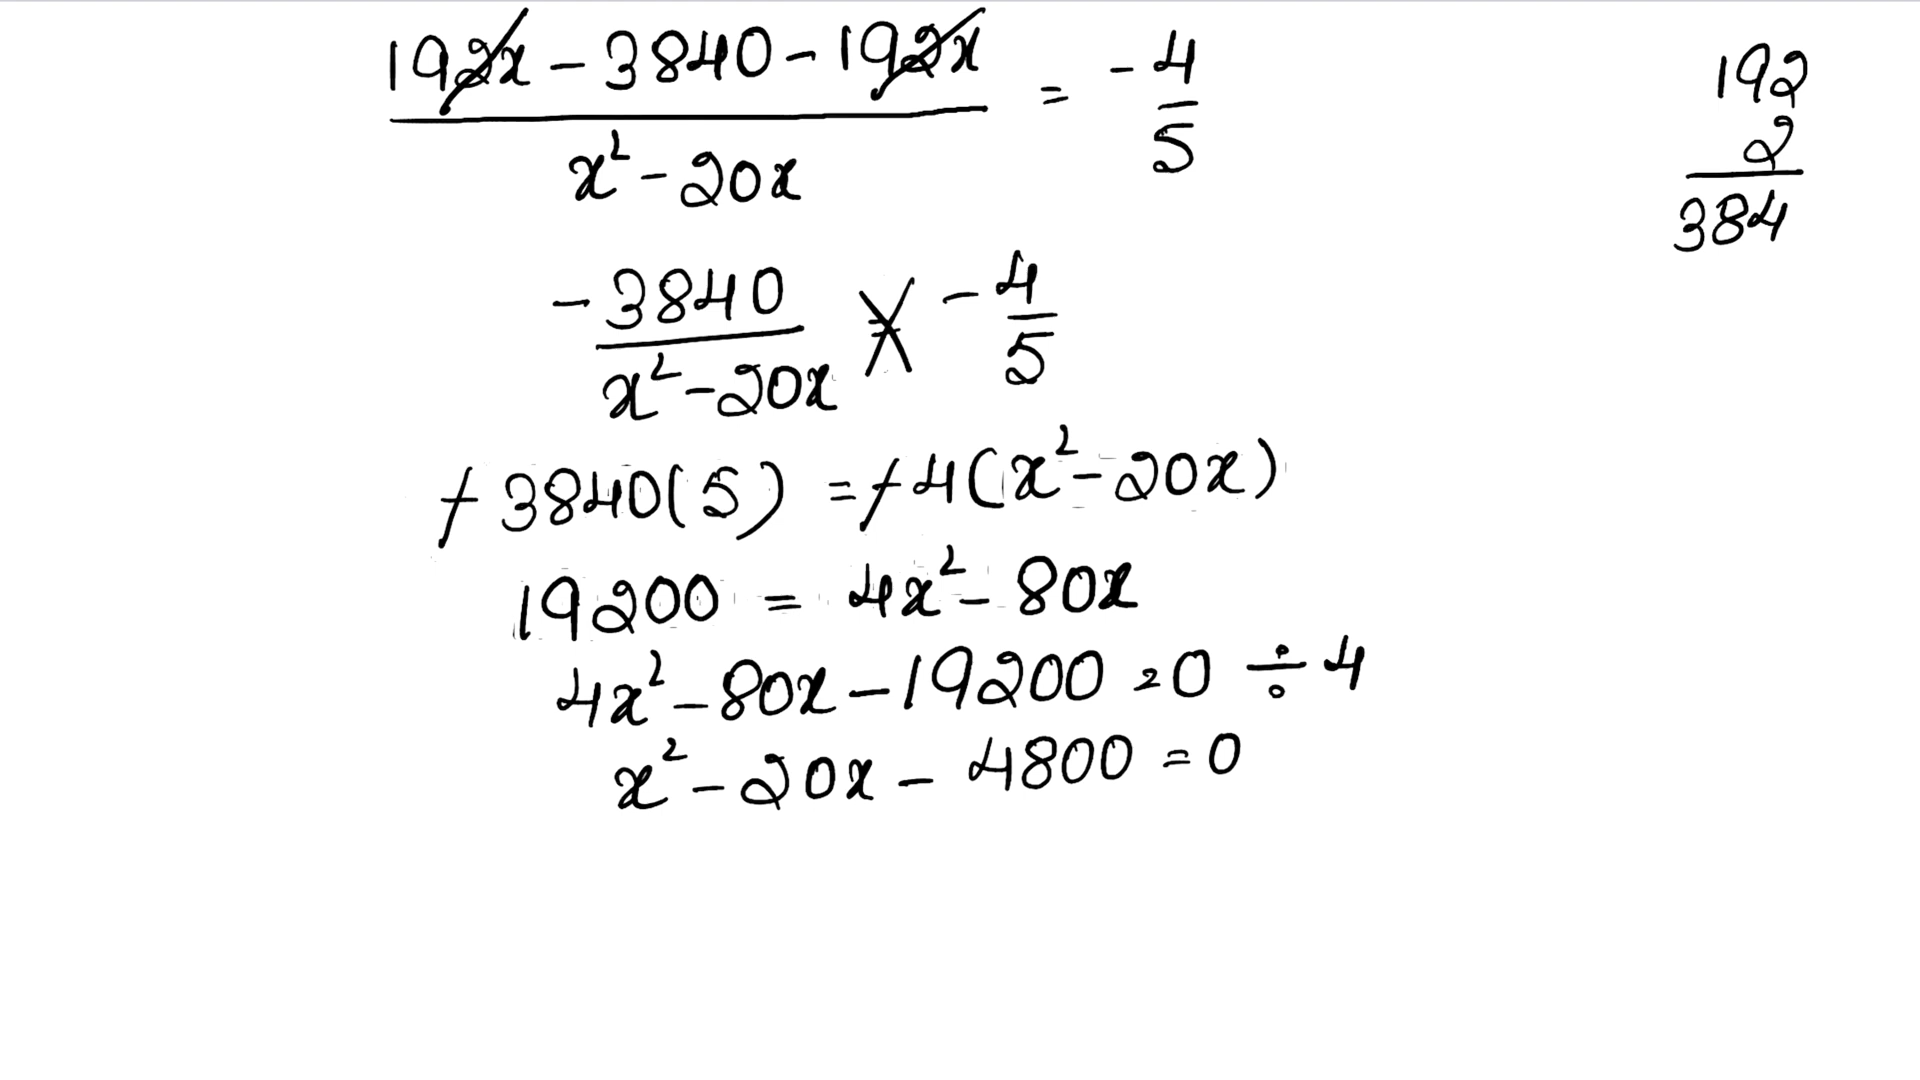 192x - 3840 - 192x / x² - 20x = -4/5
-3840 / x² - 20x = -4/5
-3840(5) = -4(x² - 20x)
19200 = 4x² - 80x
4x² - 80x - 19200 = 0 ÷ 4
x² - 20x - 4800 = 0
192
2
384